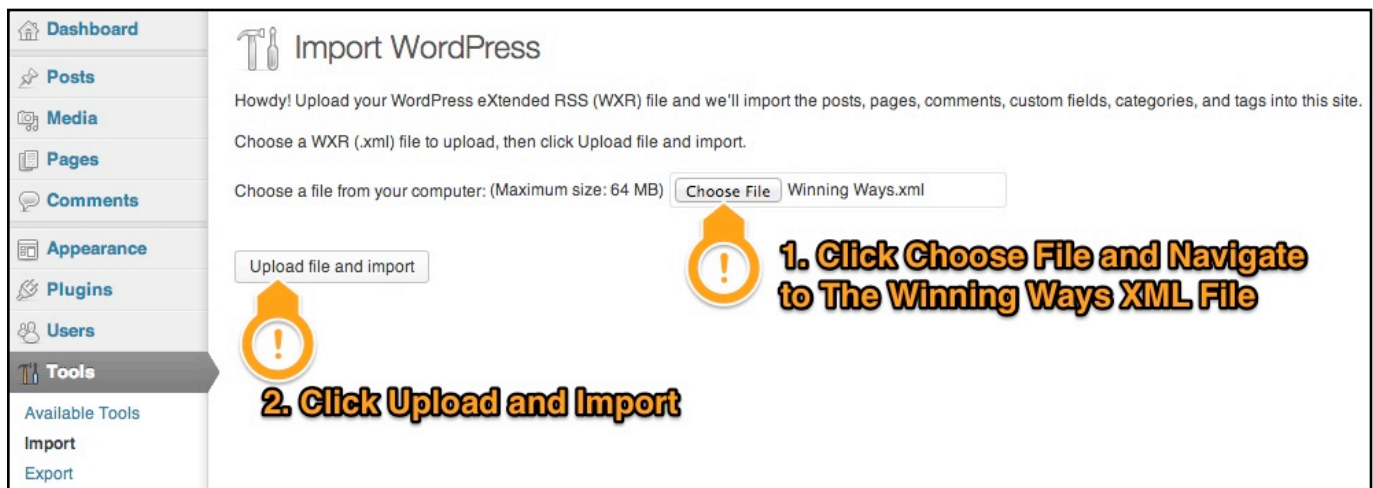 Dashboard
Posts
Media
Pages
Comments
Appearance
Plugins
Users
Tools
Available Tools
Import
Export
Import WordPress
Howdy! Upload your WordPress eXtended RSS (WXR) file and we'll import the posts, pages, comments, custom fields, categories, and tags into this site.
Choose a WXR (.xml) file to upload, then click Upload file and import.
Choose a file from your computer: (Maximum size: 64 MB) Choose File Winning Ways.xml
!
1. Click Choose File and Navigate
to The Winning Ways XML File
Upload file and import
!
2. Click Upload and Import